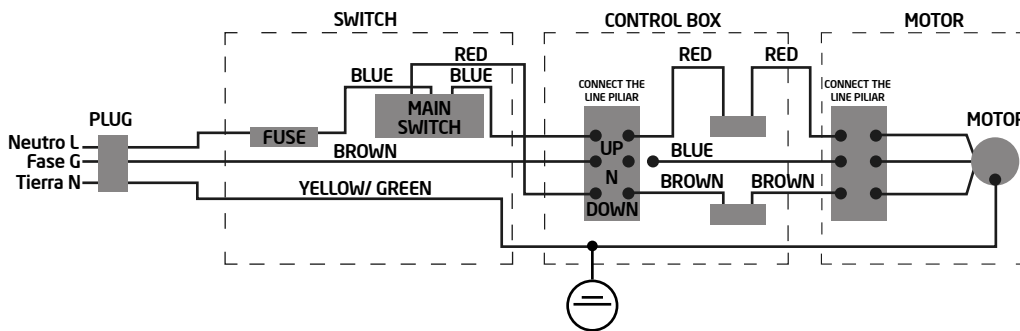 SWITCH
CONTROL BOX
MOTOR
RED
RED
RED
BLUE
BLUE
CONNECT THE
LINE PILIAR
CONNECT THE
LINE PILIAR
MAIN
SWITCH
PLUG
FUSE
MOTOR
Neutro L
Fase G
Tierra N
BROWN
UP
BLUE
N
YELLOW/ GREEN
BROWN
BROWN
DOWN